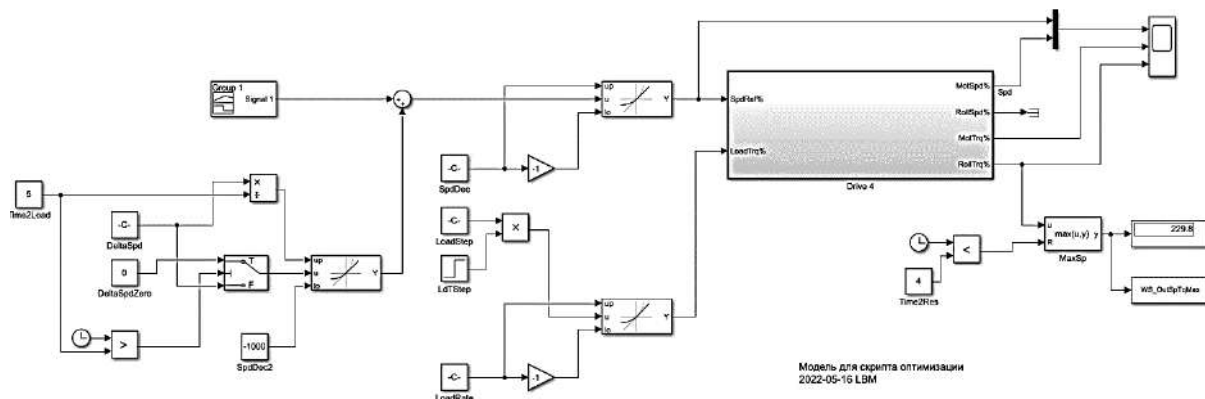 Group 1
Signal 1
up
u
lo
Y
SpdRef%
LoadTrq%
MotSpd%
RollSpd%
MotTrq%
RollTrq%
Spd
Drive 4
-C-
SpdDec
-1
5
Time2Load
×
÷
-C-
DeltaSpd
0
DeltaSpdZero
T
F
>
up
u
lo
Y
-1000
SpdDec2
-C-
LoadStep
×
LdTStep
up
u
lo
Y
-C-
LoadRate
-1
<
4
Time2Res
u
R
max(u,y)
y
MaxSp
229.8
WS_OutSpTqMax
Модель для скрипта оптимизации
2022-05-16 LBM